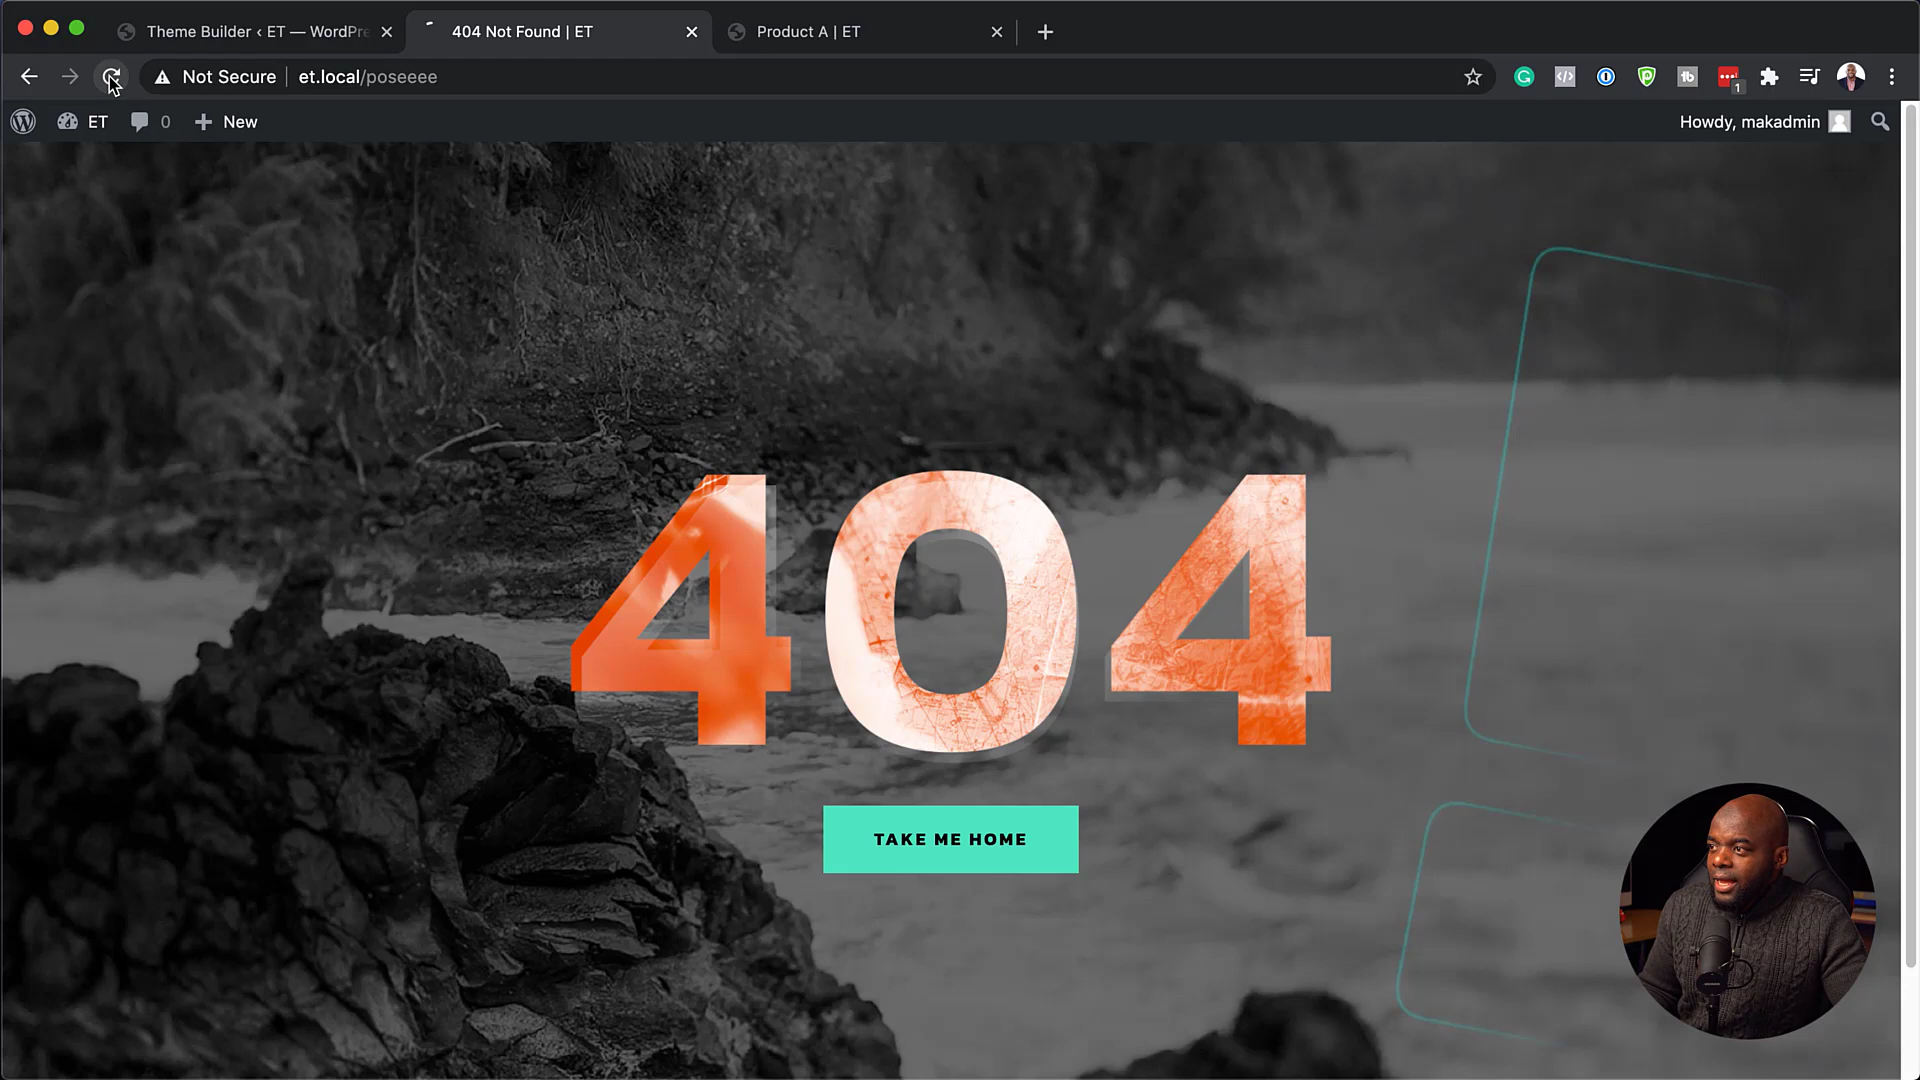 Theme Builder ‹ ET — WordPre
404 Not Found | ET
Product A | ET
Not Secure
et.local/poseeee
1
ET
0
New
Howdy, makadmin
404
TAKE ME HOME